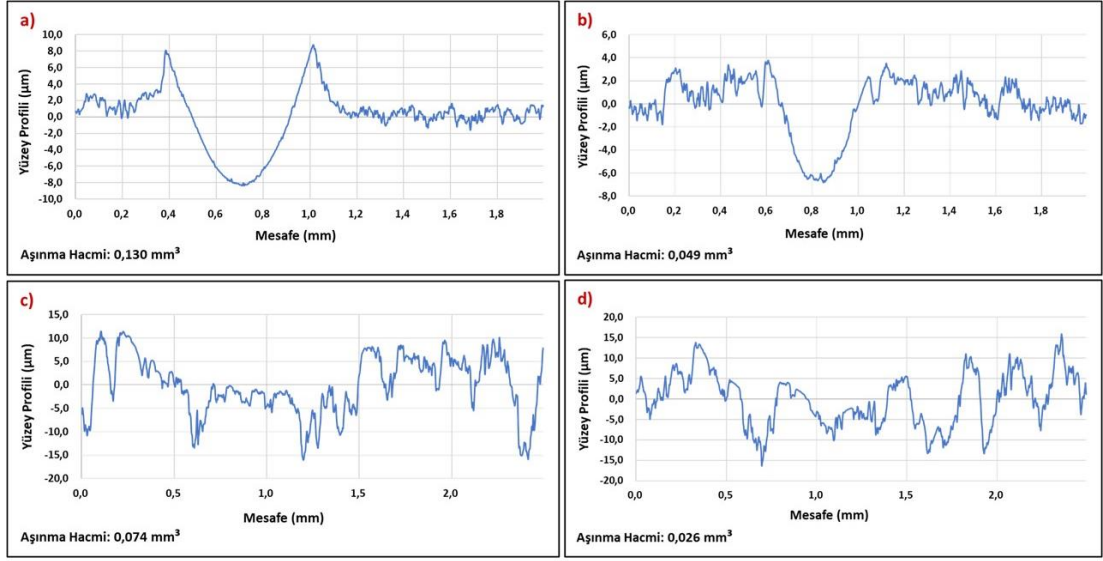 a)
Yüzey Profili (µm)
10,0
8,0
6,0
4,0
2,0
0,0
-2,0
-4,0
-6,0
-8,0
-10,0
0,0 0,2 0,4 0,6 0,8 1,0 1,2 1,4 1,6 1,8
Mesafe (mm)
Aşınma Hacmi: 0,130 mm³
b)
Yüzey Profili (µm)
6,0
4,0
2,0
0,0
-2,0
-4,0
-6,0
-8,0
0,0 0,2 0,4 0,6 0,8 1,0 1,2 1,4 1,6 1,8
Mesafe (mm)
Aşınma Hacmi: 0,049 mm³
c)
Yüzey Profili (µm)
15,0
10,0
5,0
0,0
-5,0
-10,0
-15,0
-20,0
0,0 0,5 1,0 1,5 2,0
Mesafe (mm)
Aşınma Hacmi: 0,074 mm³
d)
Yüzey Profili (µm)
20,0
15,0
10,0
5,0
0,0
-5,0
-10,0
-15,0
-20,0
0,0 0,5 1,0 1,5 2,0
Mesafe (mm)
Aşınma Hacmi: 0,026 mm³